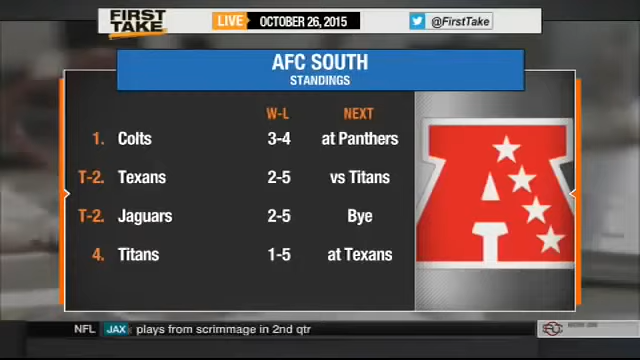 FIRST TAKE
LIVE OCTOBER 26, 2015 @FirstTake
AFC SOUTH
STANDINGS
W-L NEXT
1. Colts 3-4 at Panthers
T-2. Texans 2-5 vs Titans
T-2. Jaguars 2-5 Bye
4. Titans 1-5 at Texans
A
NFL JAX plays from scrimmage in 2nd qtr
SC